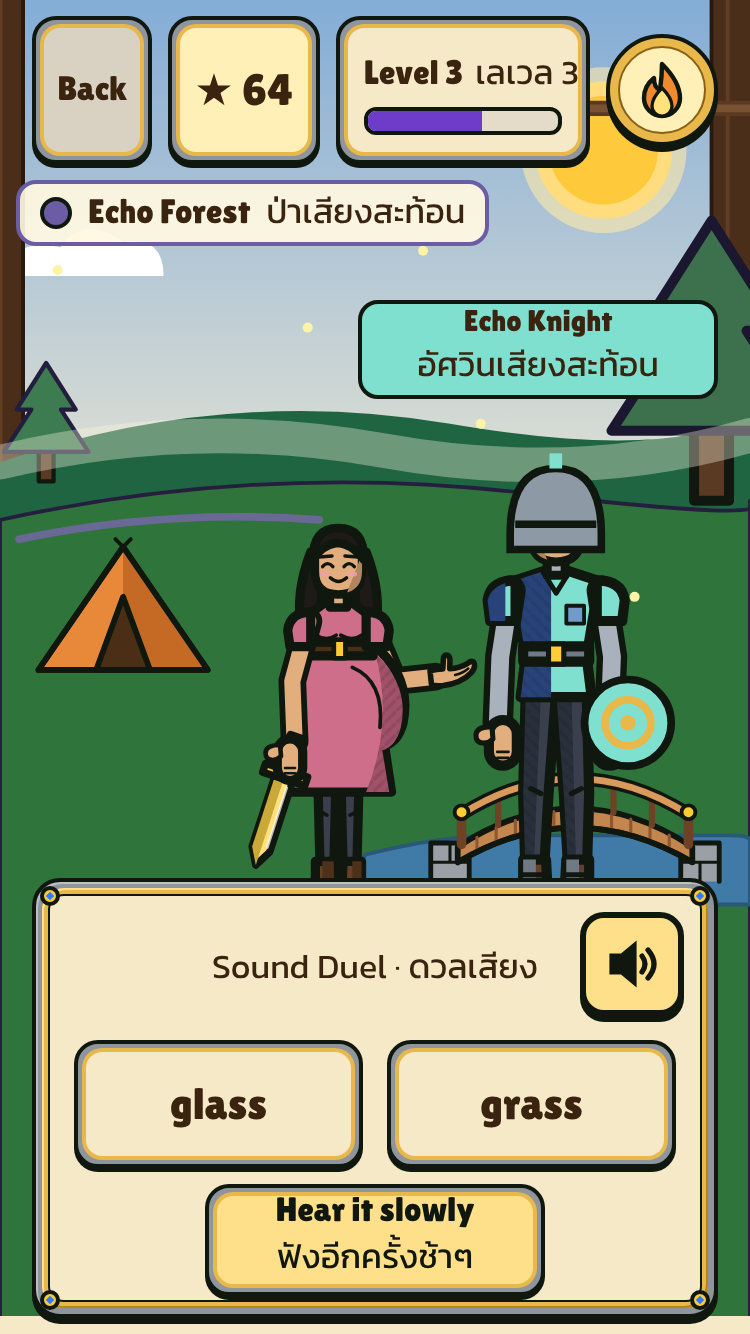 Back
★ 64
Level 3 เลเวล 3
Echo Forest ป่าเสียงสะท้อน
Echo Knight
อัศวินเสียงสะท้อน
Sound Duel · ดวลเสียง
glass
grass
Hear it slowly
ฟังอีกครั้งช้าๆ